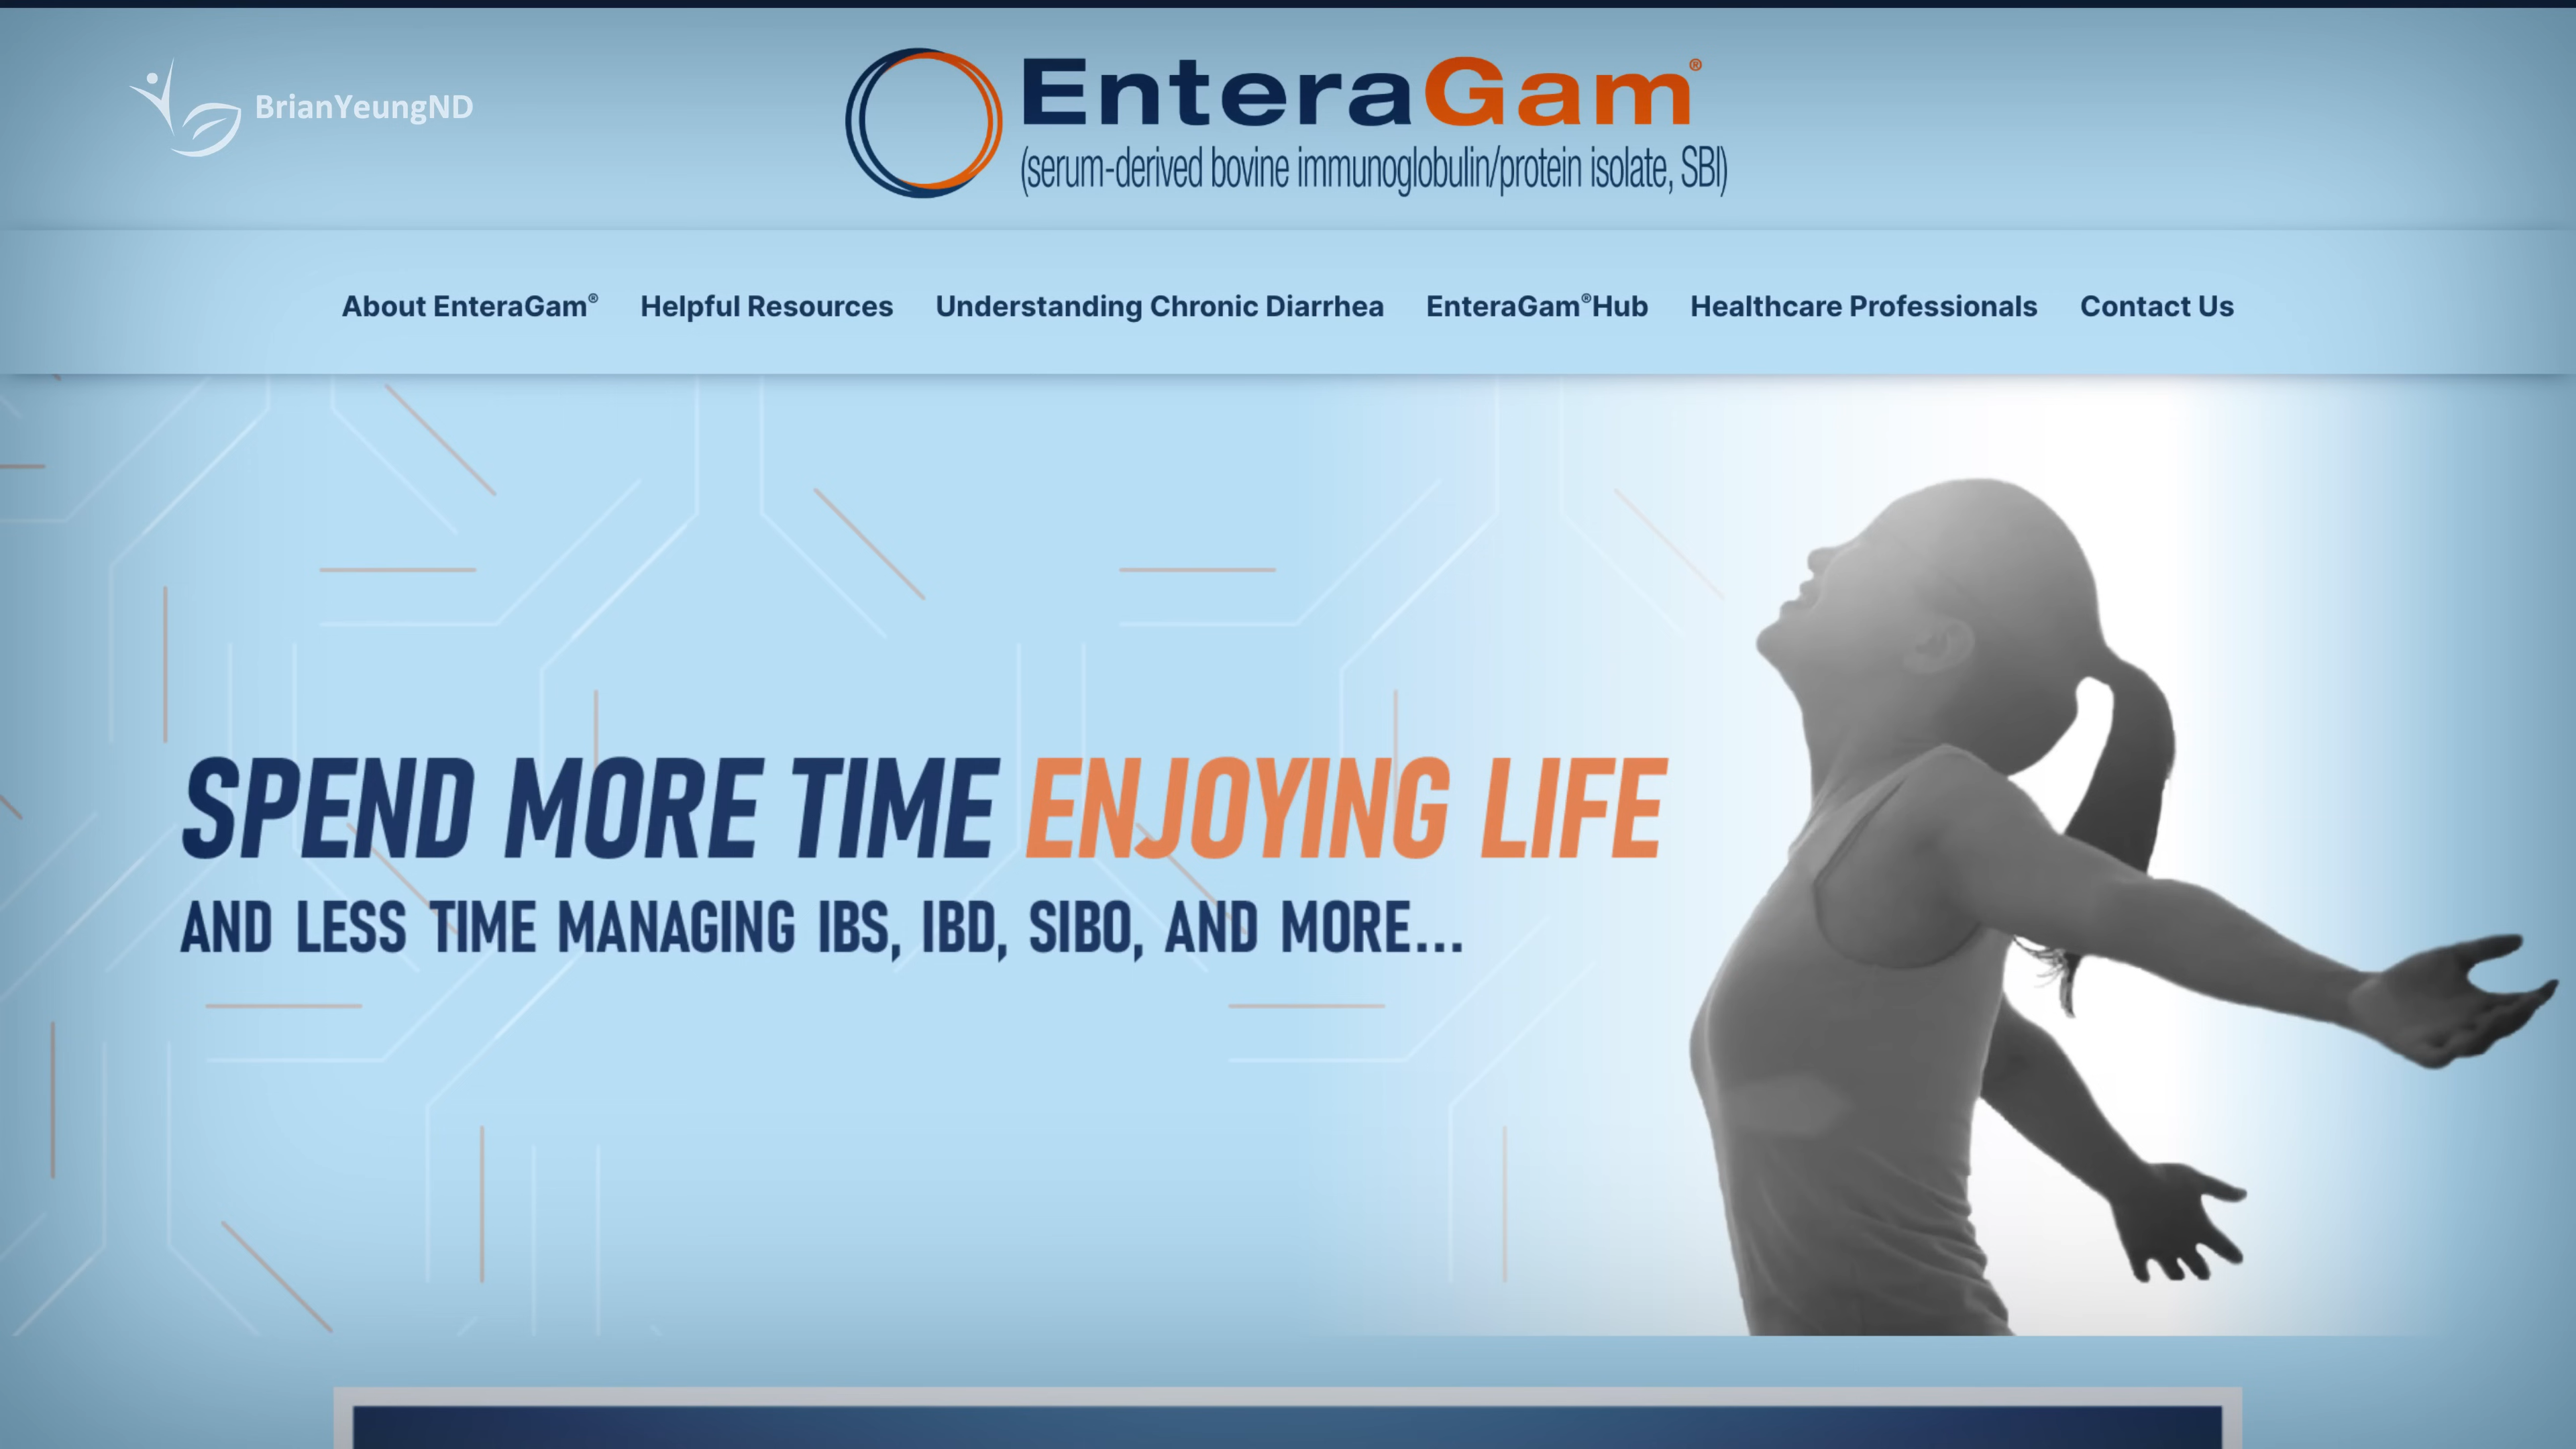 BrianYeungND
EnteraGam®
(serum-derived bovine immunoglobulin/protein isolate, SBI)
About EnteraGam® Helpful Resources Understanding Chronic Diarrhea EnteraGam®Hub Healthcare Professionals Contact Us
SPEND MORE TIME ENJOYING LIFE
AND LESS TIME MANAGING IBS, IBD, SIBO, AND MORE...